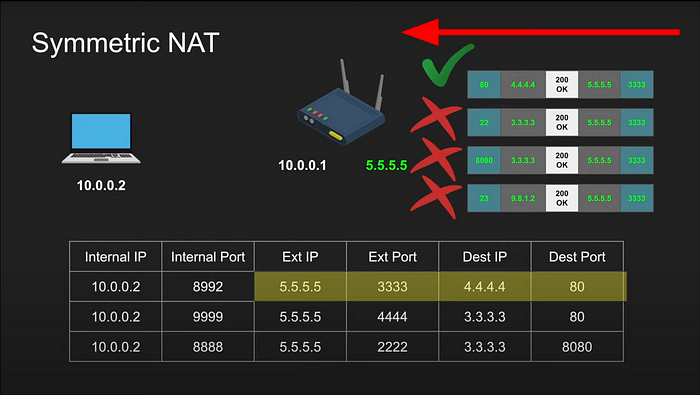 Symmetric NAT
80 4.4.4.4 200 OK 5.5.5.5 3333
22 3.3.3.3 200 OK 5.5.5.5 3333
8080 3.3.3.3 200 OK 5.5.5.5 3333
23 9.8.1.2 200 OK 5.5.5.5 3333
10.0.0.2
10.0.0.1 5.5.5.5
Internal IP Internal Port Ext IP Ext Port Dest IP Dest Port
10.0.0.2 8992 5.5.5.5 3333 4.4.4.4 80
10.0.0.2 9999 5.5.5.5 4444 3.3.3.3 80
10.0.0.2 8888 5.5.5.5 2222 3.3.3.3 8080